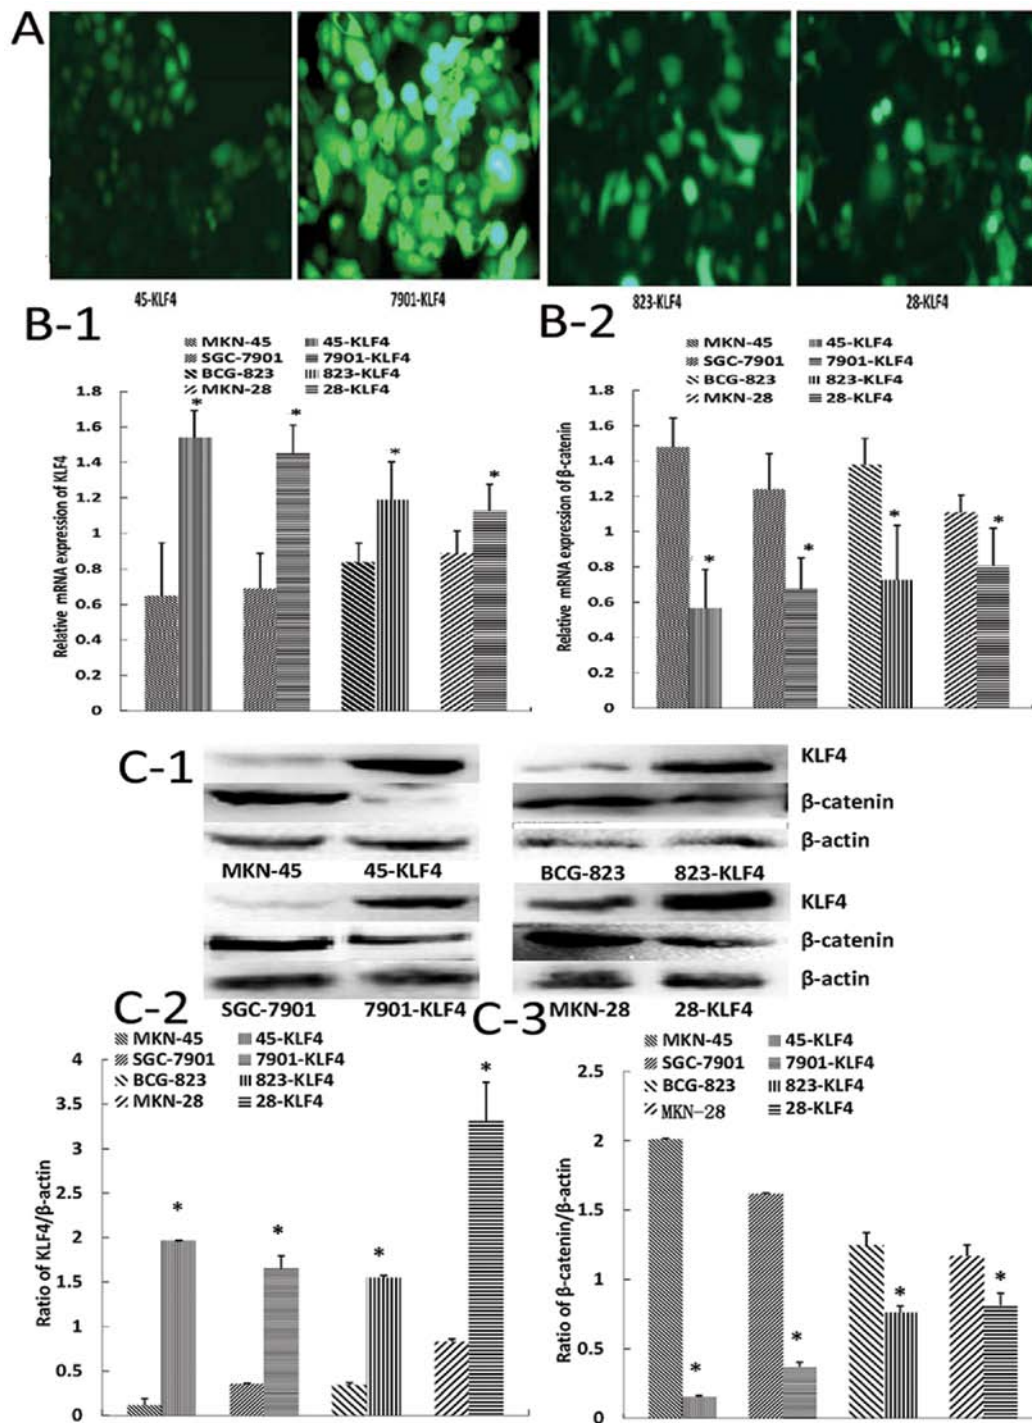 A
45-KLF4 7901-KLF4 823-KLF4 28-KLF4
B-1
MKN-45 45-KLF4
SGC-7901 7901-KLF4
BCG-823 823-KLF4
MKN-28 28-KLF4
Relative mRNA expression of KLF4
1.8
1.6
1.4
1.2
1
0.8
0.6
0.4
0.2
0
* * * *
B-2
MKN-45 45-KLF4
SGC-7901 7901-KLF4
BCG-823 823-KLF4
MKN-28 28-KLF4
Relative mRNA expression of β-catenin
1.8
1.6
1.4
1.2
1
0.8
0.6
0.4
0.2
0
* * * *
C-1
KLF4
β-catenin
β-actin
MKN-45 45-KLF4 BCG-823 823-KLF4
KLF4
β-catenin
β-actin
SGC-7901 7901-KLF4 MKN-28 28-KLF4
C-2
MKN-45 45-KLF4
SGC-7901 7901-KLF4
BCG-823 823-KLF4
MKN-28 28-KLF4
Ratio of KLF4/β-actin
4
3.5
3
2.5
2
1.5
1
0.5
0
* * * *
C-3
MKN-45 45-KLF4
SGC-7901 7901-KLF4
BCG-823 823-KLF4
MKN-28 28-KLF4
Ratio of β-catenin/β-actin
2.5
2
1.5
1
0.5
0
* * * *